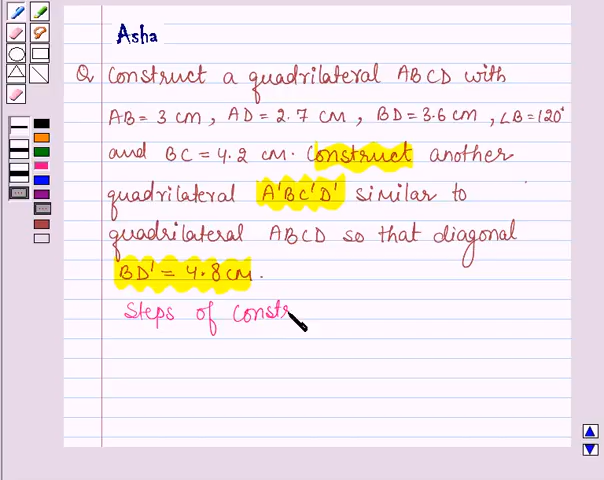 Asha
Q Construct a quadrilateral ABCD with
AB = 3 cm , AD = 2.7 cm , BD = 3.6 cm , ∠B = 120°
and BC = 4.2 cm. Construct another
quadrilateral A'BC'D' similar to
quadrilateral ABCD so that diagonal
BD' = 4.8 cm.
Steps of Constr